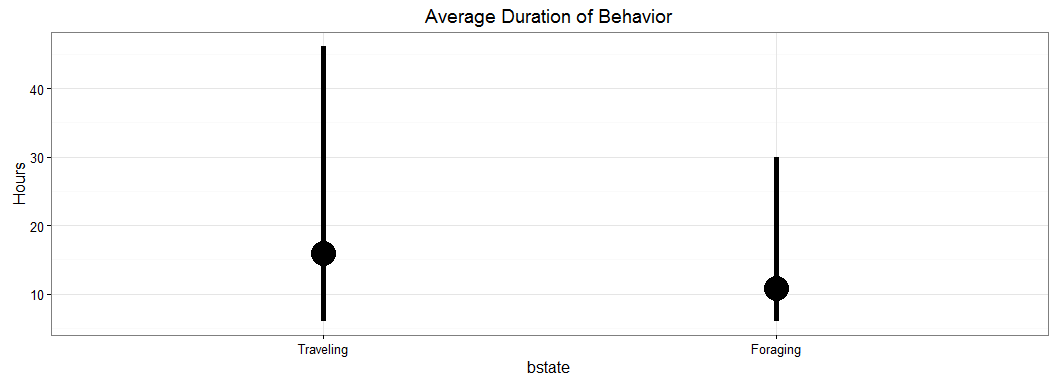 Average Duration of Behavior
Hours
40
30
20
10
Traveling
Foraging
bstate